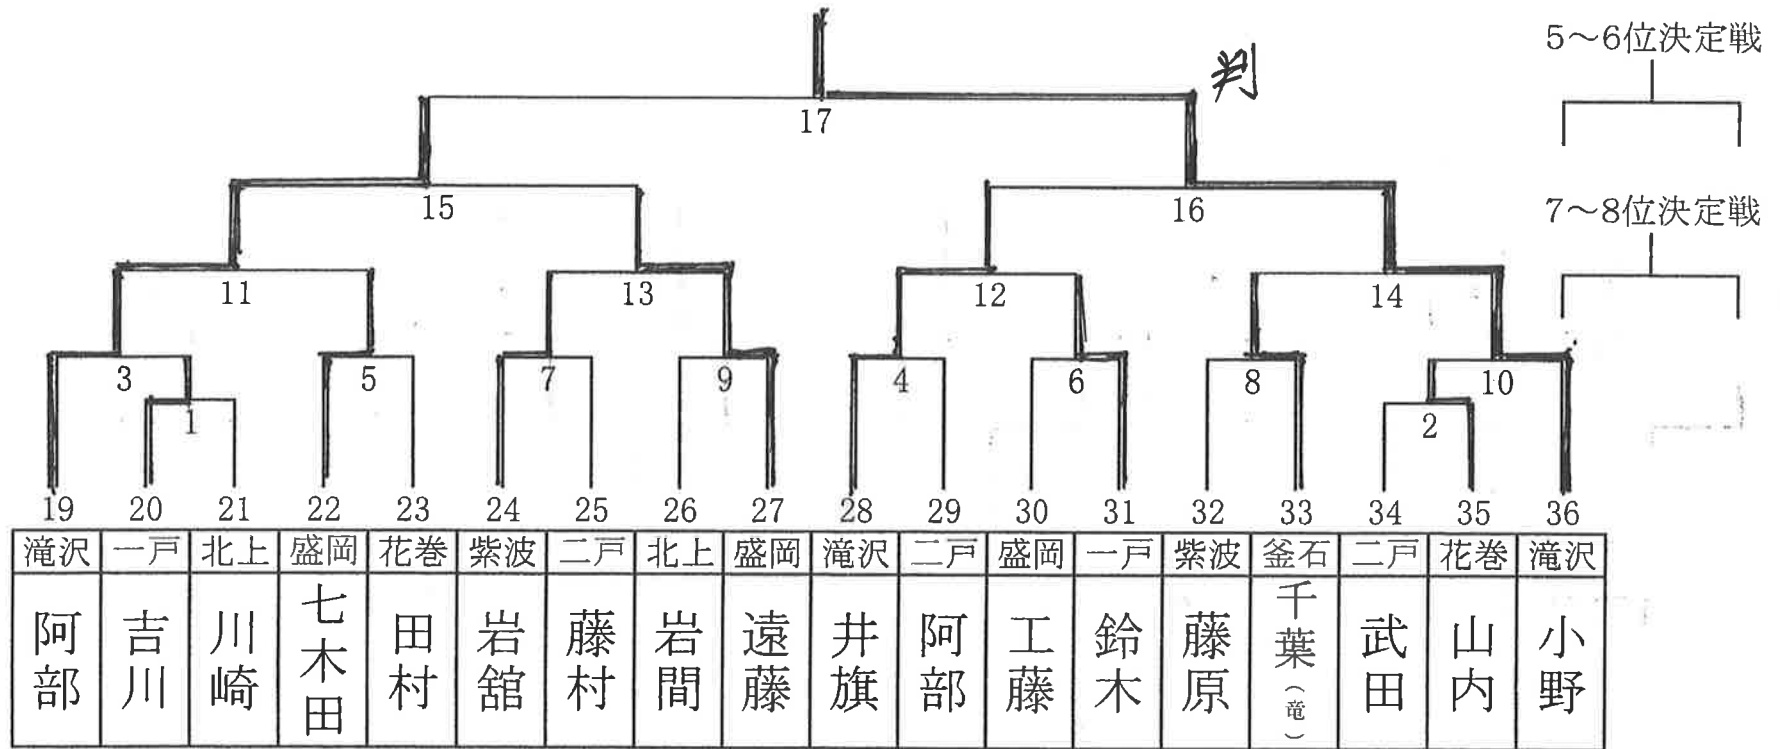 判
5～6位決定戦
17
15
16
7～8位決定戦
11
13
12
14
3
5
7
9
4
6
8
10
1
2
19 20 21 22 23 24 25 26 27 28 29 30 31 32 33 34 35 36
滝沢 一戸 北上 盛岡 花巻 紫波 二戸 北上 盛岡 滝沢 二戸 盛岡 一戸 紫波 釜石 二戸 花巻 滝沢
阿部 吉川 川崎 七木田 田村 岩舘 藤村 岩間 遠藤 井旗 阿部 工藤 鈴木 藤原 千葉(竜) 武田 山内 小野